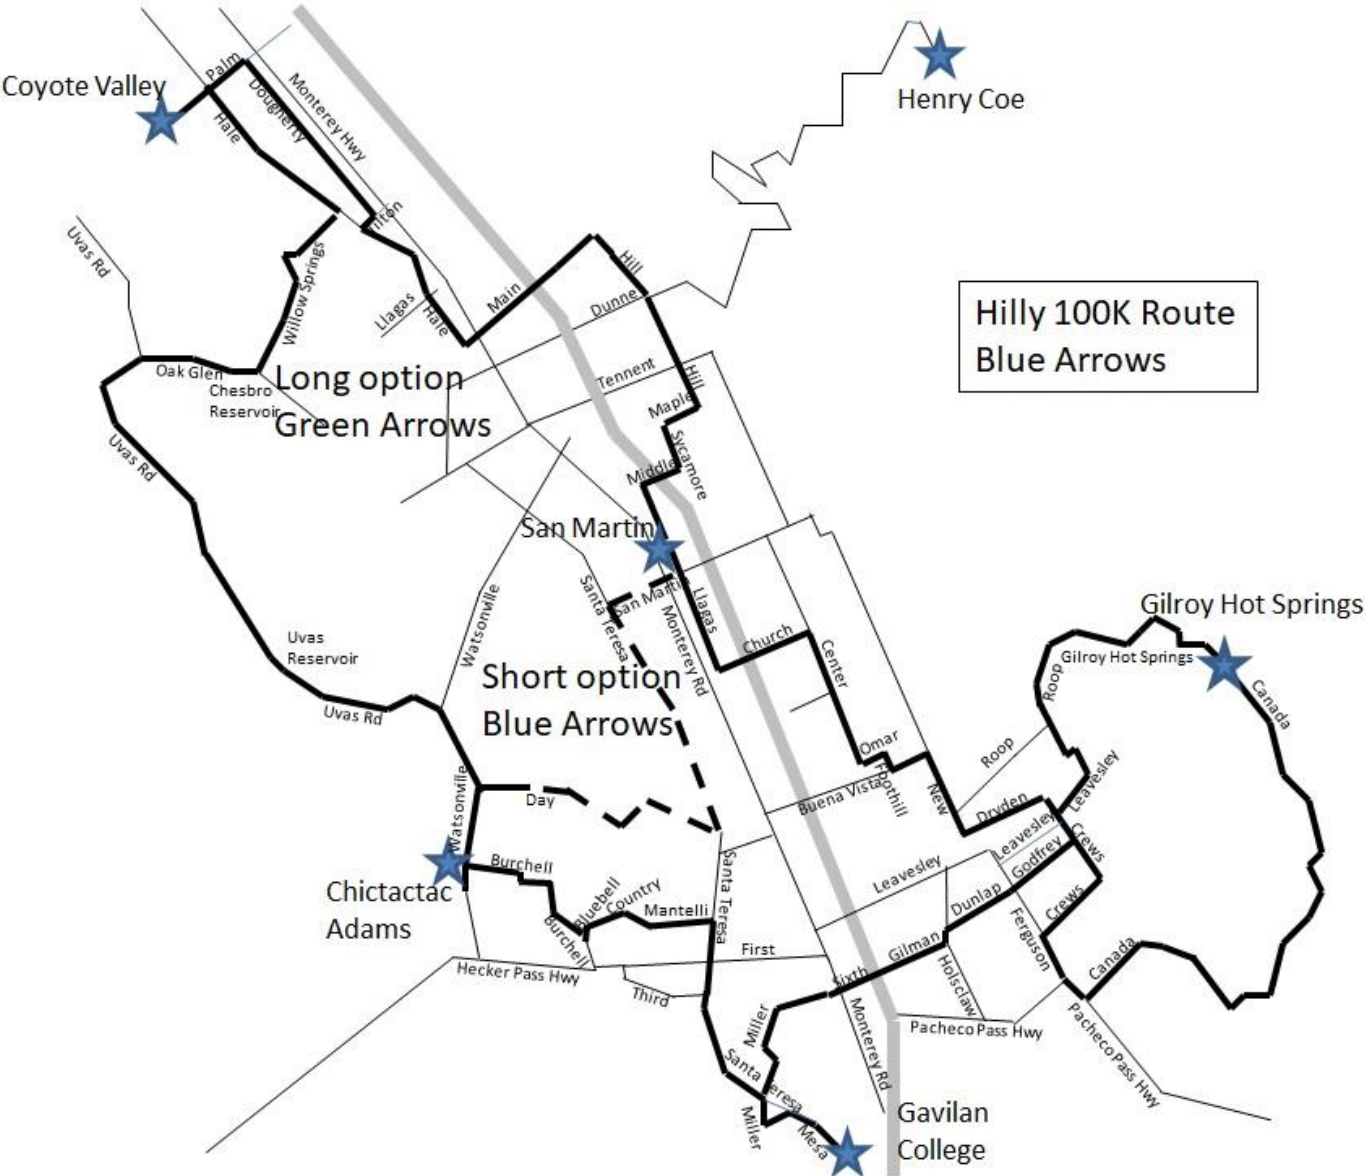 Coyote Valley
Palm
Dougherty
Monterey Hwy
Hale
Henry Coe
Tilton
Uvas Rd
Willow Springs
Llagas
Hale
Main
Hill
Dunne
Hilly 100K Route
Blue Arrows
Oak Glen
Chesbro
Reservoir
Long option
Green Arrows
Tennent
Hill
Maple
Sycamore
Middle
Uvas Rd
San Martin
Santa Teresa
San Martin
Llagas
Monterey Rd
Watsonville
Church
Center
Gilroy Hot Springs
Gilroy Hot Springs
Roop
Canada
Uvas
Reservoir
Uvas Rd
Short option
Blue Arrows
Omar
Foothill
Roop
Buena Vista
New
Dryden
Leavesley
Watsonville
Day
Leavesley
Crews
Godfrey
Burchell
Chictactac
Adams
Bluebell
Country
Mantelli
Burchell
Santa Teresa
Leavesley
Dunlap
Crews
Ferguson
Hecker Pass Hwy
First
Third
Gilman
Sixth
Holsclaw
Canada
Miller
Monterey Rd
Pacheco Pass Hwy
Pacheco Pass Hwy
Santa Teresa
Miller
Mesa
Gavilan
College